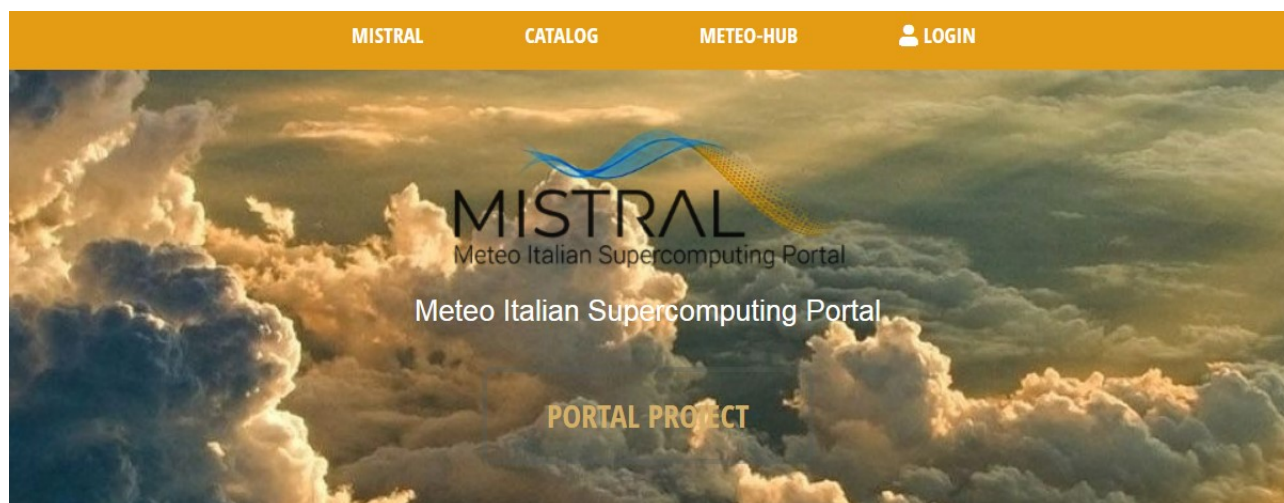 MISTRAL CATALOG METEO-HUB LOGIN
MISTRAL
Meteo Italian Supercomputing Portal
Meteo Italian Supercomputing Portal
PORTAL PROJECT